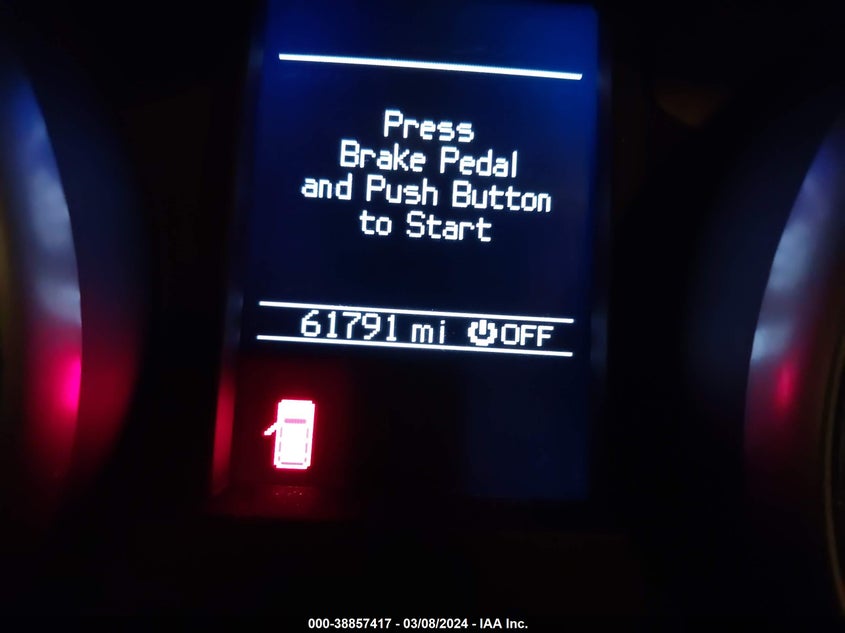 Press
Brake Pedal
and Push Button
to Start
61791 mi OFF
000-38857417 - 03/08/2024 - IAA Inc.